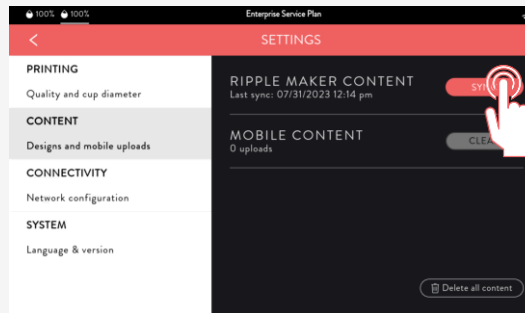 100% 100% Enterprise Service Plan
SETTINGS
PRINTING
Quality and cup diameter
CONTENT
Designs and mobile uploads
CONNECTIVITY
Network configuration
SYSTEM
Language & version
RIPPLE MAKER CONTENT
Last sync: 07/31/2023 12:14 pm
MOBILE CONTENT
0 uploads
Delete all content